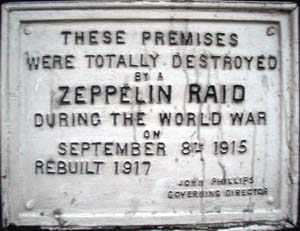 THESE PREMISES
WERE TOTALLY DESTROYED
BY A
ZEPPELIN RAID
DURING THE WORLD WAR
ON
SEPTEMBER 8TH 1915
REBUILT 1917
JOHN PHILLIPS
GOVERNING DIRECTOR